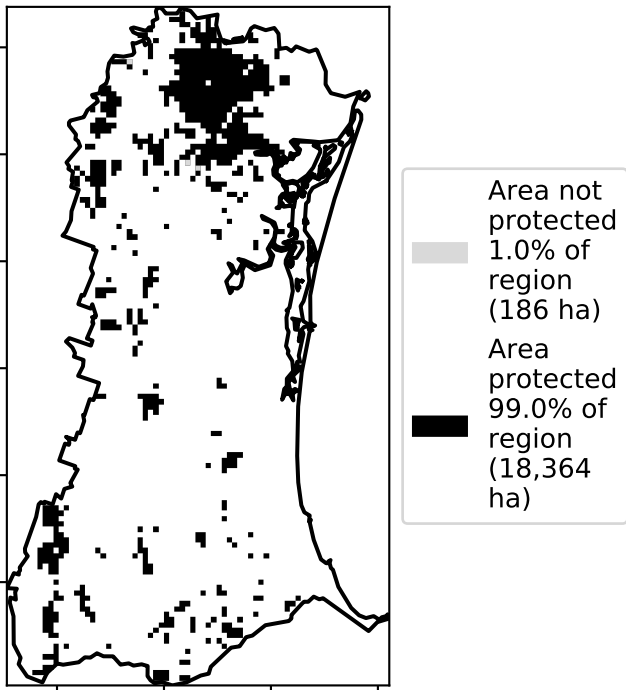 Area not
protected
1.0% of
region
(186 ha)
Area
protected
99.0% of
region
(18,364
ha)